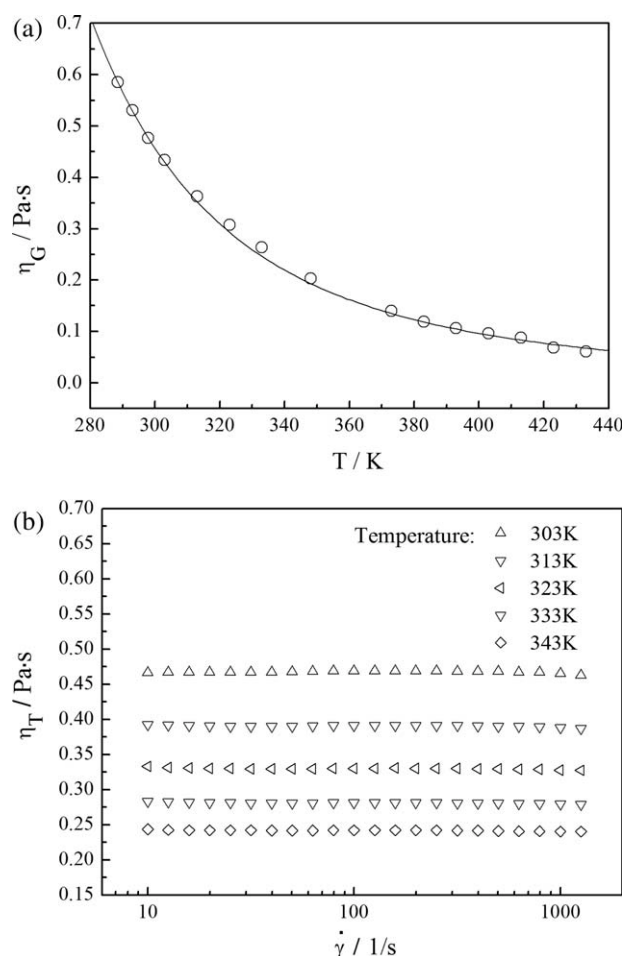 (a)
0.7
0.6
0.5
0.4
0.3
0.2
0.1
0.0
η_G / Pa·s
280 300 320 340 360 380 400 420 440
T / K
(b)
0.70
0.65
0.60
0.55
0.50
0.45
0.40
0.35
0.30
0.25
0.20
0.15
η_T / Pa·s
Temperature: △ 303K
▽ 313K
◁ 323K
▽ 333K
◇ 343K
10 100 1000
γ̇ / 1/s